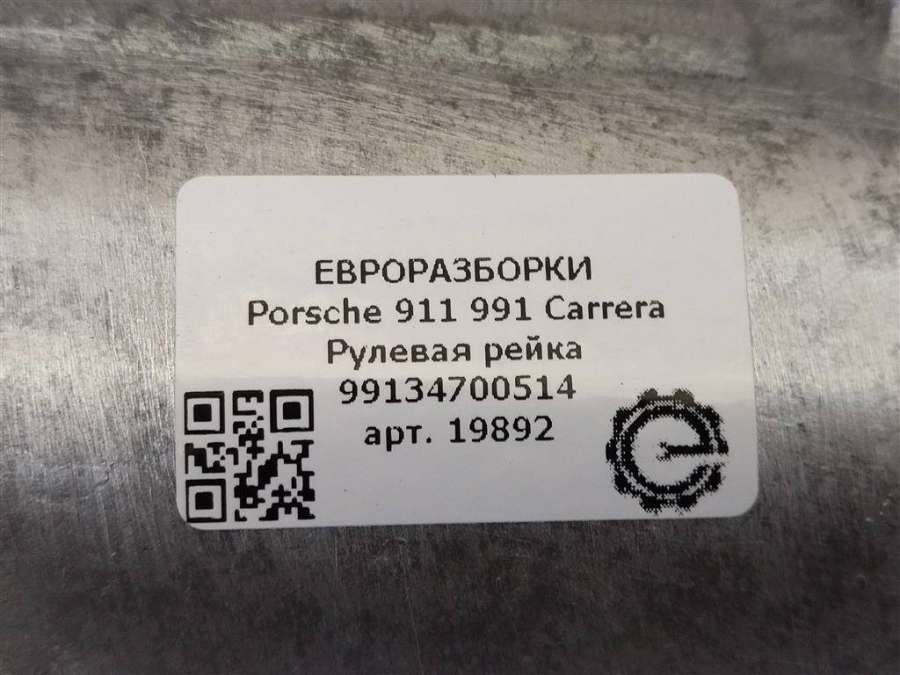 ЕВРОРАЗБОРКИ
Porsche 911 991 Carrera
Рулевая рейка
99134700514
арт. 19892